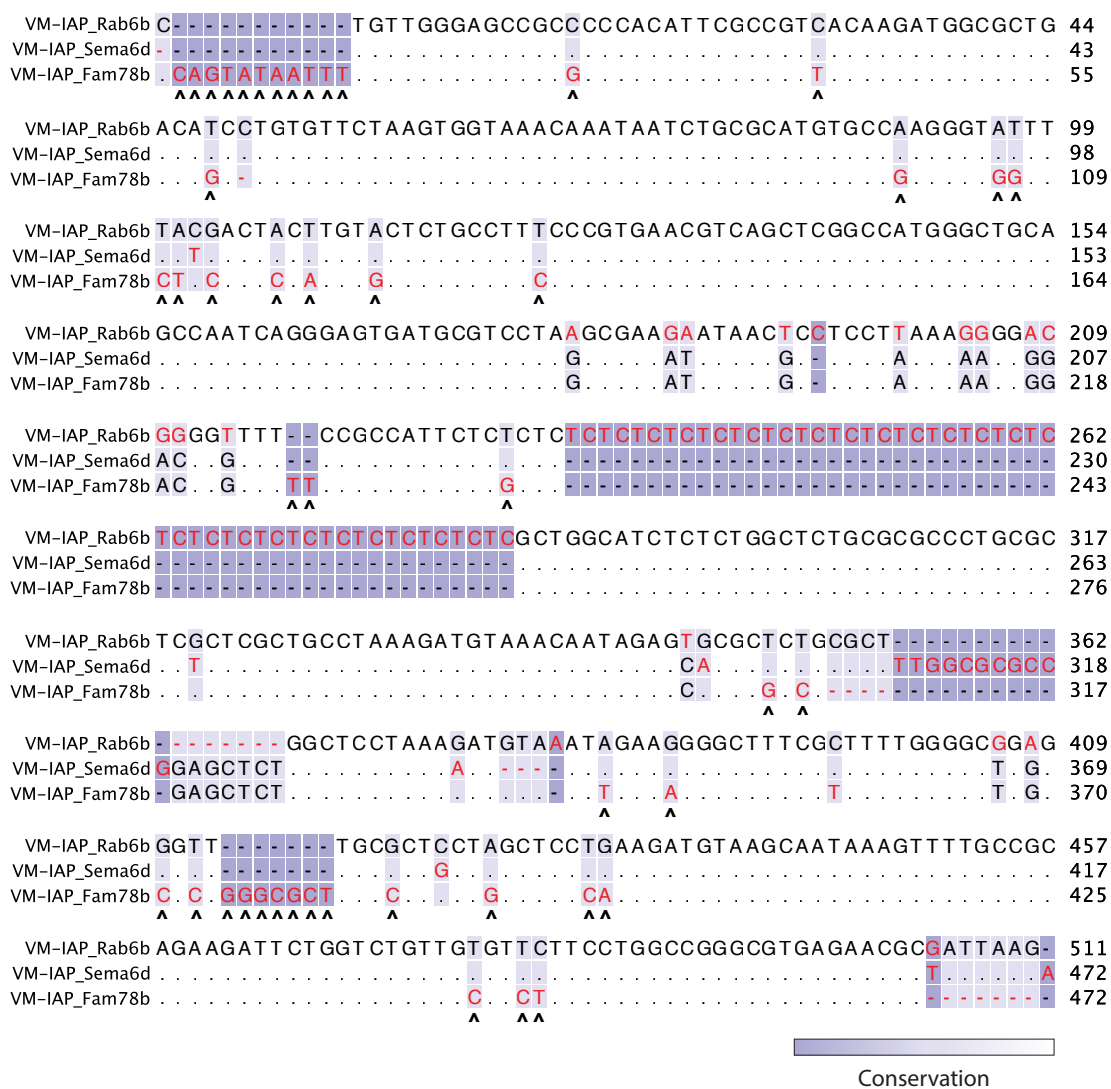 VM-IAP_Rab6b C-----------TGTTGGGAGCCGCCCCCACATTCGCCGTCACAAGATGGCGCTG 44
VM-IAP_Sema6d ------------........................................... 43
VM-IAP_Fam78b .CAGTATAATTT.............G..............T.............. 55
^^^^^^^^^^^ ^ ^
VM-IAP_Rab6b ACATCCTGTGTTCTAAGTGGTAAACAAATAATCTGCGCATGTGCCAAGGGTATTT 99
VM-IAP_Sema6d ....................................................... 98
VM-IAP_Fam78b ...G.-.......................................G.....GG.. 109
^ ^ ^^
VM-IAP_Rab6b TACGACTACTTGTACTCTGCCTTTCCCGTGAACGTCAGCTCGGCCATGGGCTGCA 154
VM-IAP_Sema6d ..T.................................................... 153
VM-IAP_Fam78b CT.C...C.A...G.........C............................... 164
^^ ^ ^ ^ ^ ^
VM-IAP_Rab6b GCCAATCAGGGAGTGATGCGTCCTAAGCGAAGAATAACTCCTCCTTAAAGGGGAC 209
VM-IAP_Sema6d .........................G.....AT.....G.-....A...AA..GG 207
VM-IAP_Fam78b .........................G.....AT.....G.-....A...AA..GG 218
VM-IAP_Rab6b GGGGTTTT--CCGCCATTCTCTCTCTCTCTCTCTCTCTCTCTCTCTCTCTCTCTC 262
VM-IAP_Sema6d AC..G...--...............------------------------------ 230
VM-IAP_Fam78b AC..G...TT...........G...------------------------------ 243
^^ ^
VM-IAP_Rab6b TCTCTCTCTCTCTCTCTCTCTCGCTGGCATCTCTCTGGCTCTGCGCGCCCTGCGC 317
VM-IAP_Sema6d ----------------------................................. 263
VM-IAP_Fam78b ----------------------................................. 276
VM-IAP_Rab6b TCGCTCGCTGCCTAAAGATGTAAACAATAGAGTGCGCTCTGCGCT---------- 362
VM-IAP_Sema6d ..T.............................CA...........TTGGCGCGCC 318
VM-IAP_Fam78b ................................C....G.C.-------------- 317
^ ^
VM-IAP_Rab6b --------GGCTCCTAAAGATGTAAATAGAAGGGGCTTTCGCTTTTGGGGCGGAG 409
VM-IAP_Sema6d GGAGCTCT..........A..----..........................T.G. 369
VM-IAP_Fam78b -GAGCTCT................-..T...A.........T.........T.G. 370
^ ^
VM-IAP_Rab6b GGTT-------TGCGCTCCTAGCTCCTGAAGATGTAAGCAATAAAGTTTTGCCGC 457
VM-IAP_Sema6d ....-------......G..................................... 417
VM-IAP_Fam78b C.C.GGGCGCT...C.....G.....CA........................... 425
^ ^ ^^^^^^^ ^ ^ ^^
VM-IAP_Rab6b AGAAGATTCTGGTCTGTTGTGTTCTTCCTGGCCGGGCGTGAGAACGCGATTAAG- 511
VM-IAP_Sema6d ...............................................T......A 472
VM-IAP_Fam78b ...................C..CT.......................-------- 472
^ ^^
Conservation